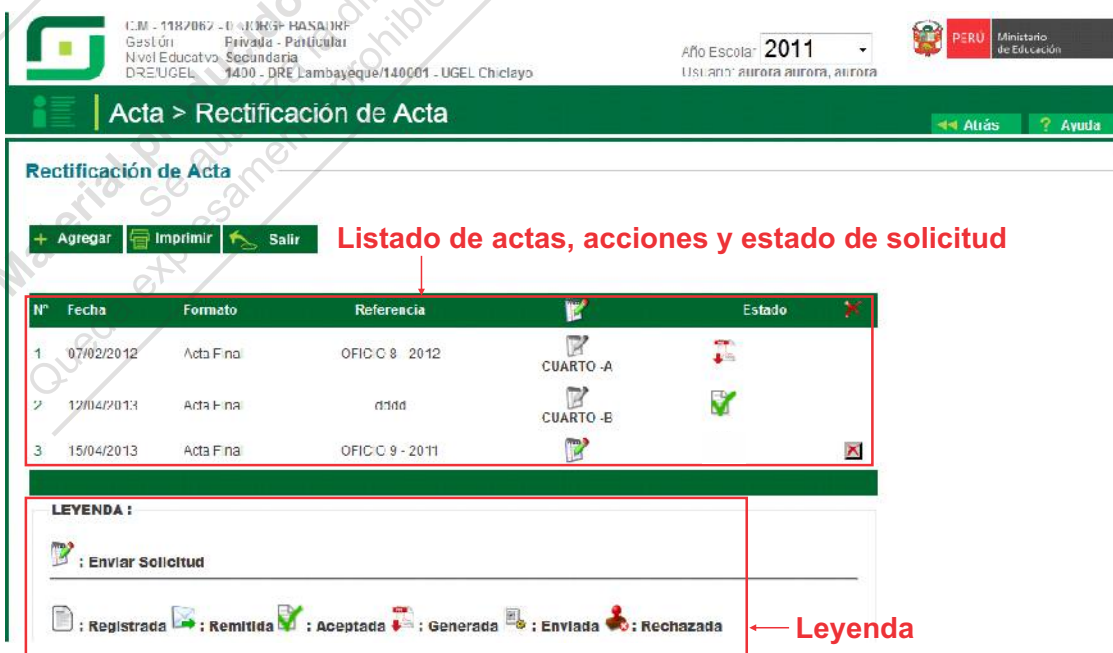 C.M - 1182062 - 0 JORGE BASADRE
Gestión Privada - Particular
Nivel Educativo Secundaria
DRE/UGEL 1400 - DRE Lambayeque/140001 - UGEL Chiclayo
Año Escolar 2011
Usuario: aurora aurora, aurora
PERÚ Ministerio de Educación
Acta > Rectificación de Acta
Atrás ? Ayuda
Rectificación de Acta
+ Agregar Imprimir Salir
Listado de actas, acciones y estado de solicitud
Nº Fecha Formato Referencia Estado
1 07/02/2012 Acta Final OFICIO 8 - 2012 CUARTO -A
2 12/04/2013 Acta Final dddd CUARTO -B
3 15/04/2013 Acta Final OFICIO 9 - 2011
LEYENDA :
: Enviar Solicitud
: Registrada : Remitida : Aceptada : Generada : Enviada : Rechazada
Leyenda